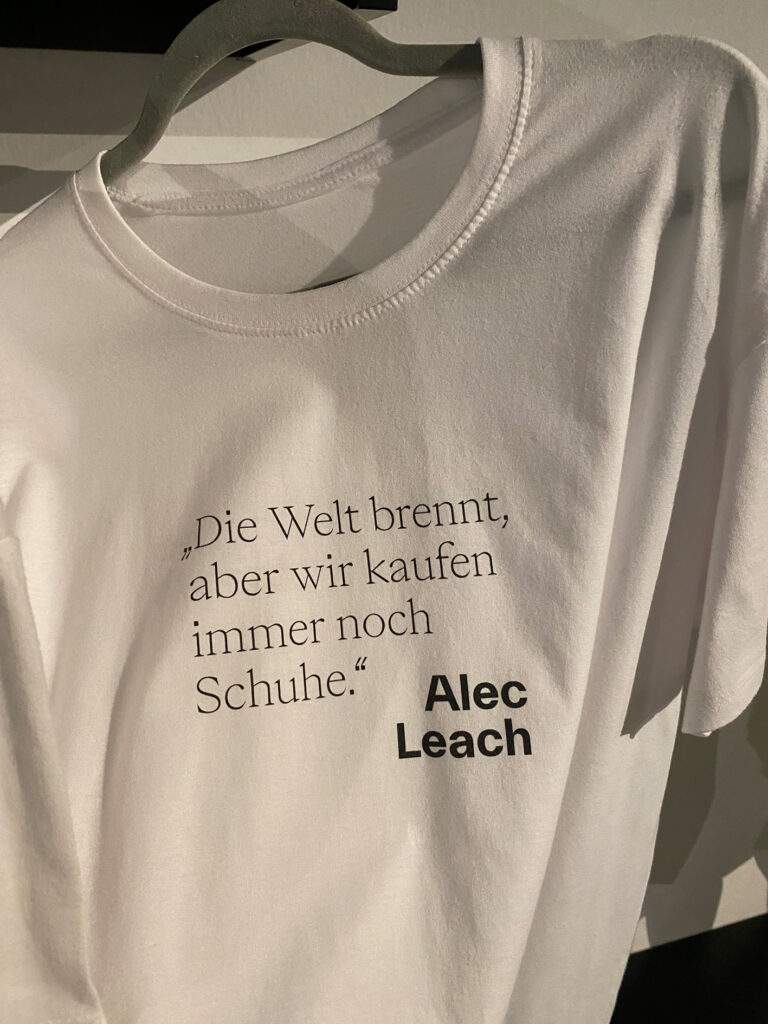 „Die Welt brennt,
aber wir kaufen
immer noch
Schuhe.“
Alec
Leach